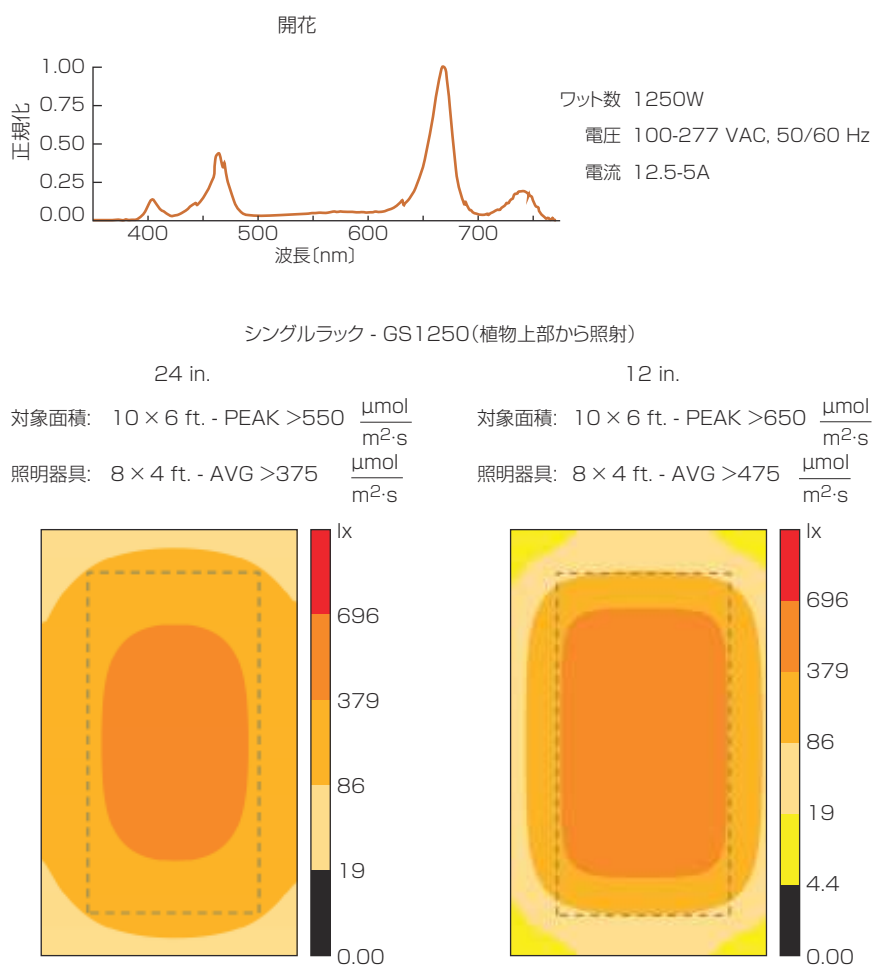 開花
1.00
0.75
0.50
0.25
0.00
正規化
400 500 600 700
波長〔nm〕
ワット数 1250W
電圧 100-277 VAC, 50/60 Hz
電流 12.5-5A
シングルラック - GS1250(植物上部から照射)
24 in.
対象面積: 10 × 6 ft. - PEAK >550 μmol/m²·s
照明器具: 8 × 4 ft. - AVG >375 μmol/m²·s
lx
696
379
86
19
0.00
12 in.
対象面積: 10 × 6 ft. - PEAK >650 μmol/m²·s
照明器具: 8 × 4 ft. - AVG >475 μmol/m²·s
lx
696
379
86
19
4.4
0.00